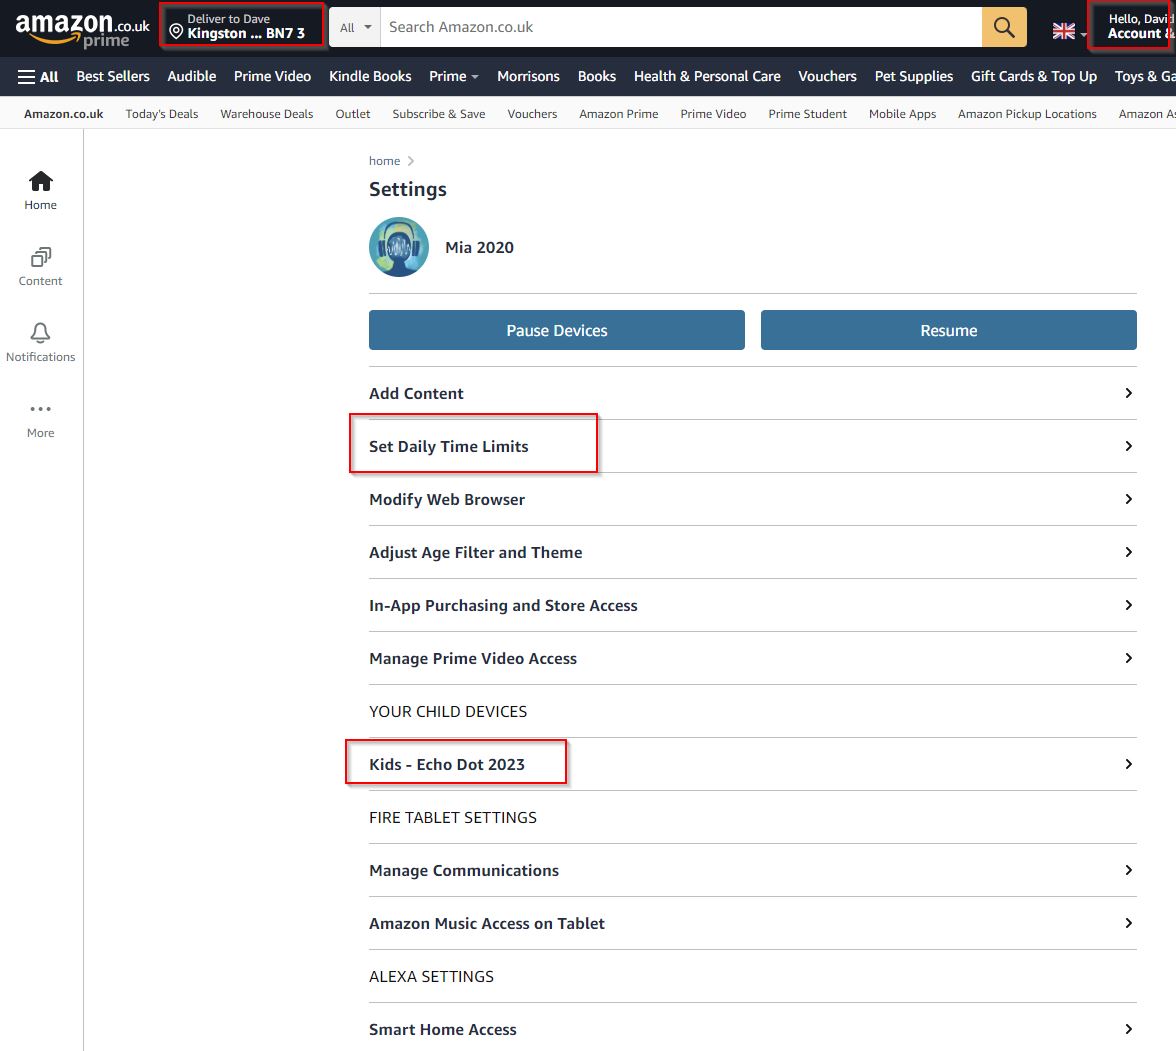 amazon.co.uk
prime
Deliver to Dave
Kingston ... BN7 3
All
Search Amazon.co.uk
Hello, David
Account &
All Best Sellers Audible Prime Video Kindle Books Prime Morrisons Books Health & Personal Care Vouchers Pet Supplies Gift Cards & Top Up Toys & Ga
Amazon.co.uk Today's Deals Warehouse Deals Outlet Subscribe & Save Vouchers Amazon Prime Prime Video Prime Student Mobile Apps Amazon Pickup Locations Amazon As
Home
Content
Notifications
More
home
Settings
Mia 2020
Pause Devices
Resume
Add Content
Set Daily Time Limits
Modify Web Browser
Adjust Age Filter and Theme
In-App Purchasing and Store Access
Manage Prime Video Access
YOUR CHILD DEVICES
Kids - Echo Dot 2023
FIRE TABLET SETTINGS
Manage Communications
Amazon Music Access on Tablet
ALEXA SETTINGS
Smart Home Access